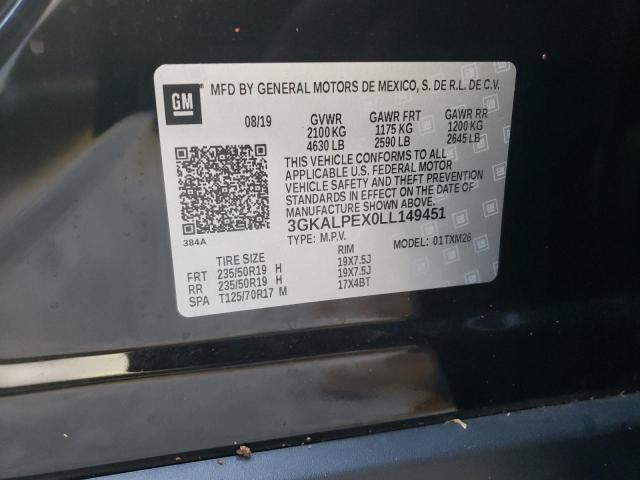 GM
MFD BY GENERAL MOTORS DE MEXICO, S. DE R.L. DE C.V.
08/19 GVWR GAWR FRT GAWR RR
2100 KG 1175 KG 1200 KG
4630 LB 2590 LB 2645 LB
THIS VEHICLE CONFORMS TO ALL
APPLICABLE U.S. FEDERAL MOTOR
VEHICLE SAFETY AND THEFT PREVENTION
STANDARDS IN EFFECT ON THE DATE
OF MANUFACTURE SHOWN ABOVE.
3GKALPEX0LL149451
384A TYPE: M.P.V. MODEL: 01TXM26
TIRE SIZE RIM
FRT 235/50R19 H 19X7.5J
RR 235/50R19 H 19X7.5J
SPA T125/70R17 M 17X4BT